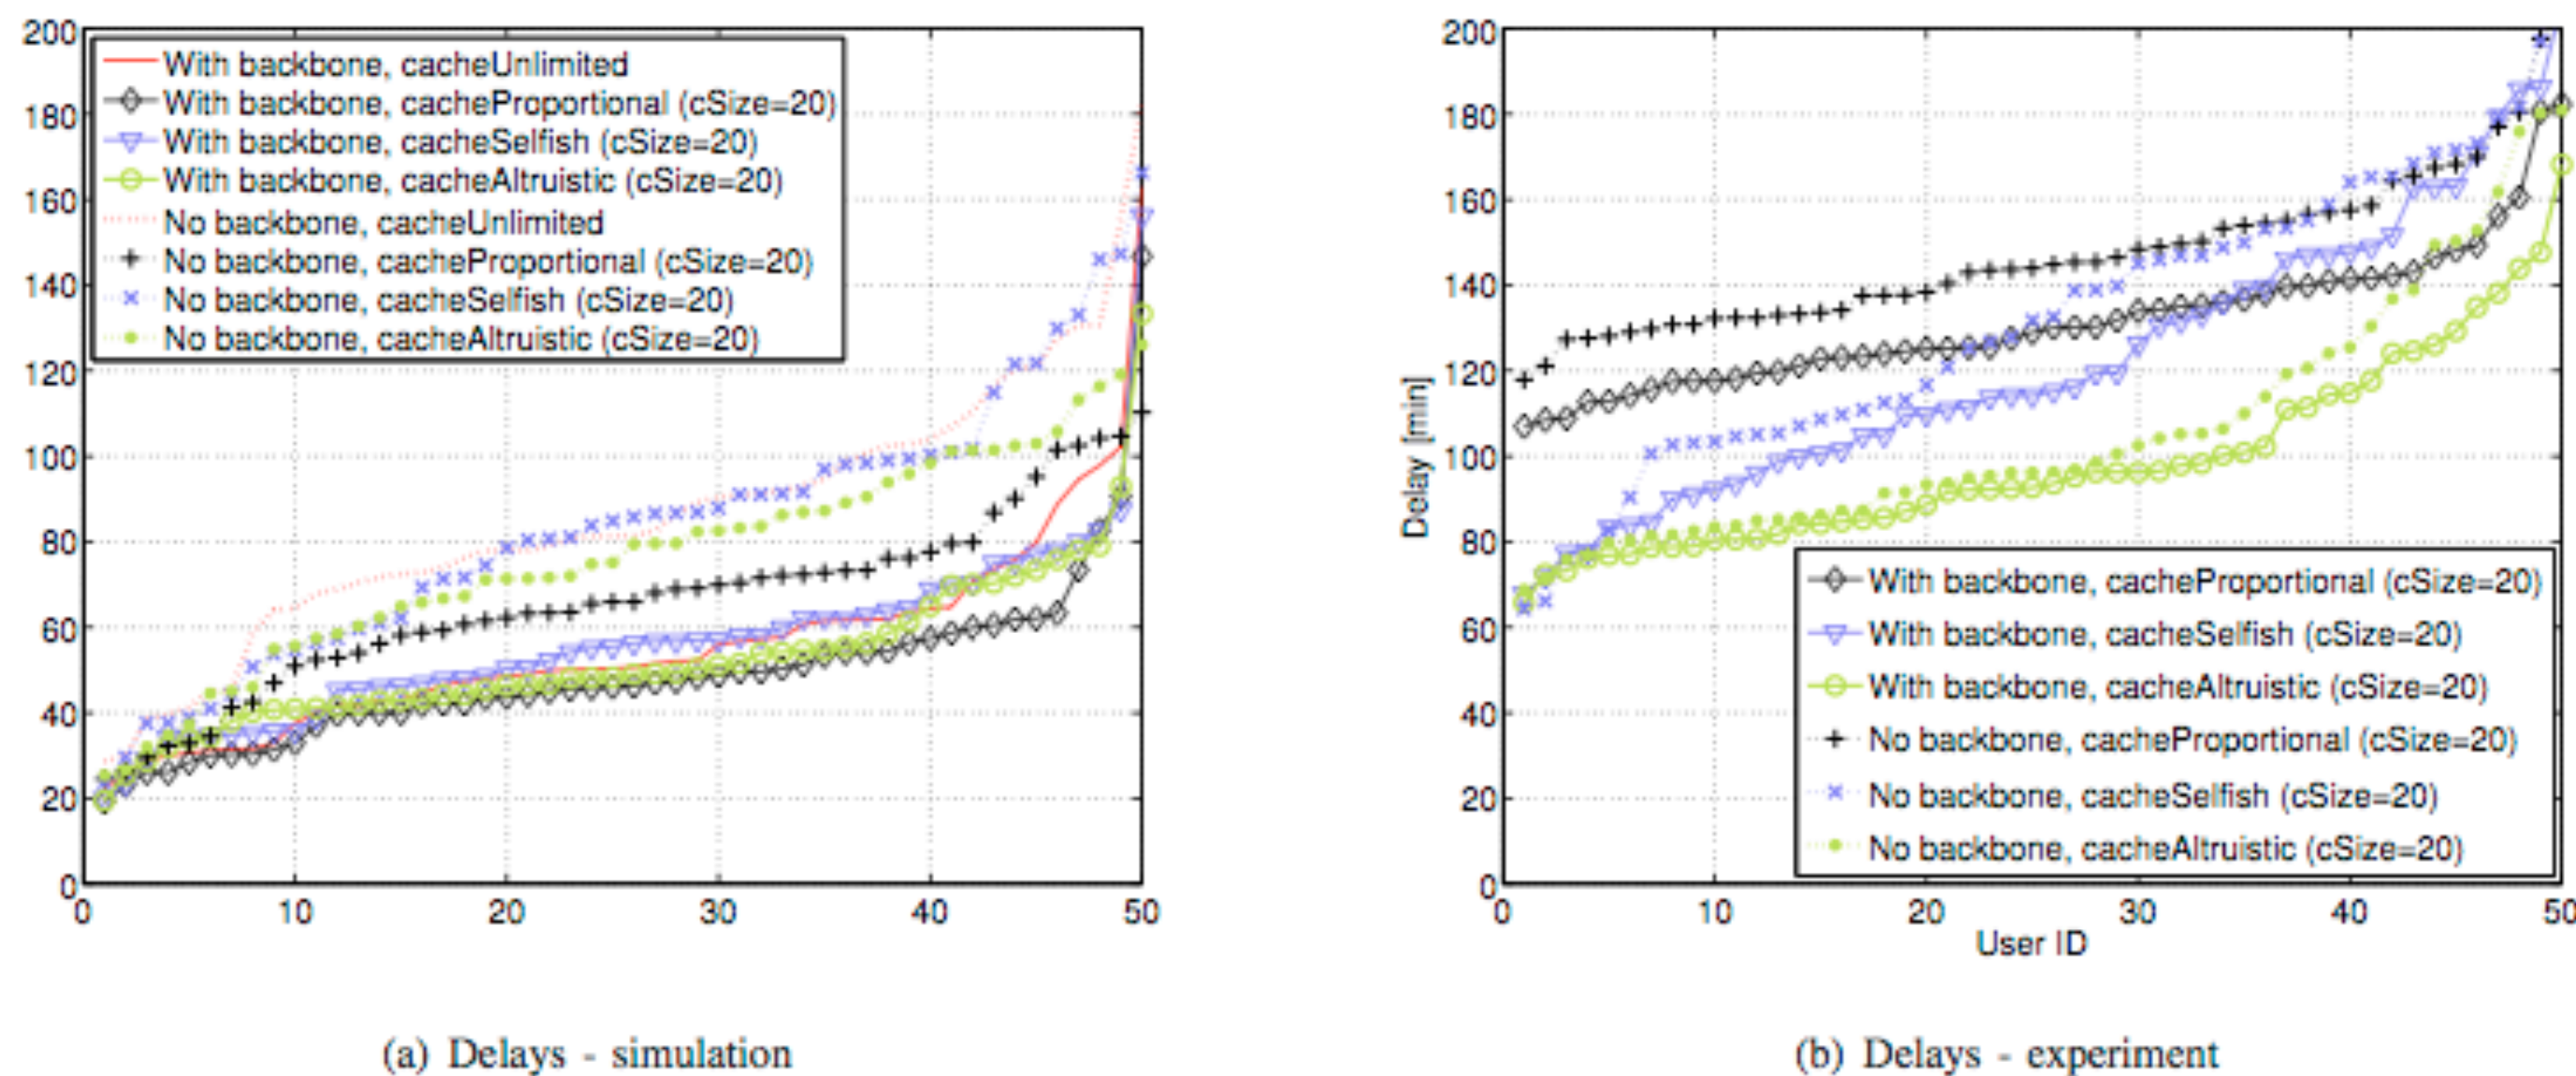 200
180
160
140
120
100
80
60
40
20
0
0 10 20 30 40 50
With backbone, cacheUnlimited
With backbone, cacheProportional (cSize=20)
With backbone, cacheSelfish (cSize=20)
With backbone, cacheAltruistic (cSize=20)
No backbone, cacheUnlimited
No backbone, cacheProportional (cSize=20)
No backbone, cacheSelfish (cSize=20)
No backbone, cacheAltruistic (cSize=20)
(a) Delays - simulation
Delay [min]
200
180
160
140
120
100
80
60
40
20
0
0 10 20 30 40 50
User ID
With backbone, cacheProportional (cSize=20)
With backbone, cacheSelfish (cSize=20)
With backbone, cacheAltruistic (cSize=20)
No backbone, cacheProportional (cSize=20)
No backbone, cacheSelfish (cSize=20)
No backbone, cacheAltruistic (cSize=20)
(b) Delays - experiment